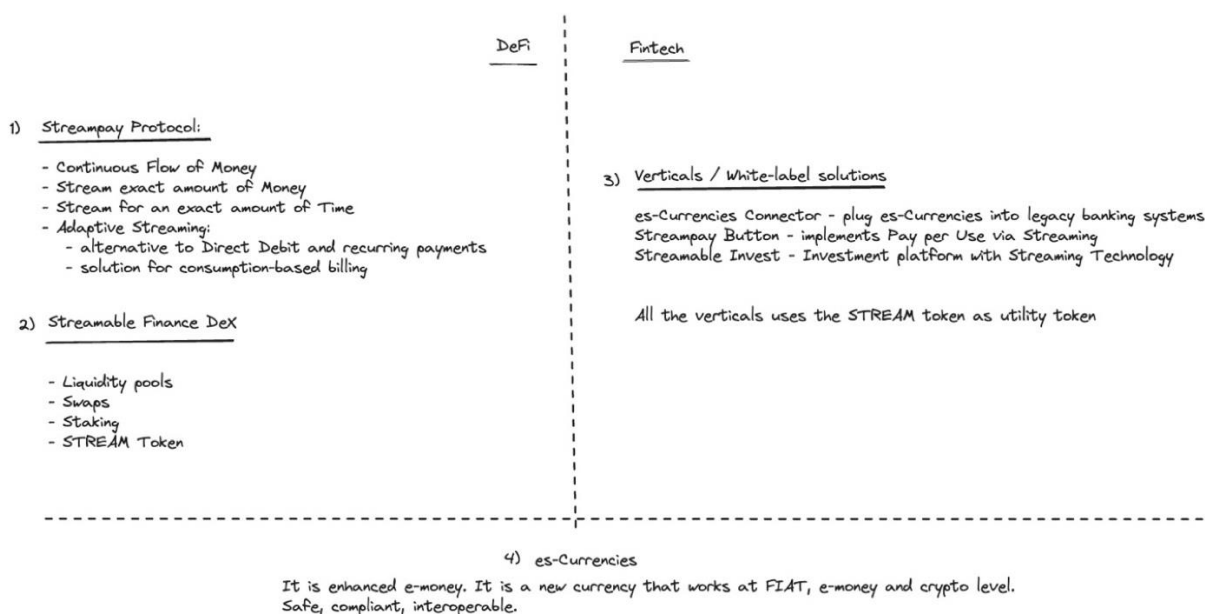 DeFi
Fintech
1) Streampay Protocol:
- Continuous Flow of Money
- Stream exact amount of Money
- Stream for an exact amount of Time
- Adaptive Streaming:
- alternative to Direct Debit and recurring payments
- solution for consumption-based billing
2) Streamable Finance DeX
- Liquidity pools
- Swaps
- Staking
- STREAM Token
3) Verticals / White-label solutions
es-Currencies Connector - plug es-Currencies into legacy banking systems
Streampay Button - implements Pay per Use via Streaming
Streamable Invest - Investment platform with Streaming Technology
All the verticals uses the STREAM token as utility token
4) es-Currencies
It is enhanced e-money. It is a new currency that works at FIAT, e-money and crypto level.
Safe, compliant, interoperable.